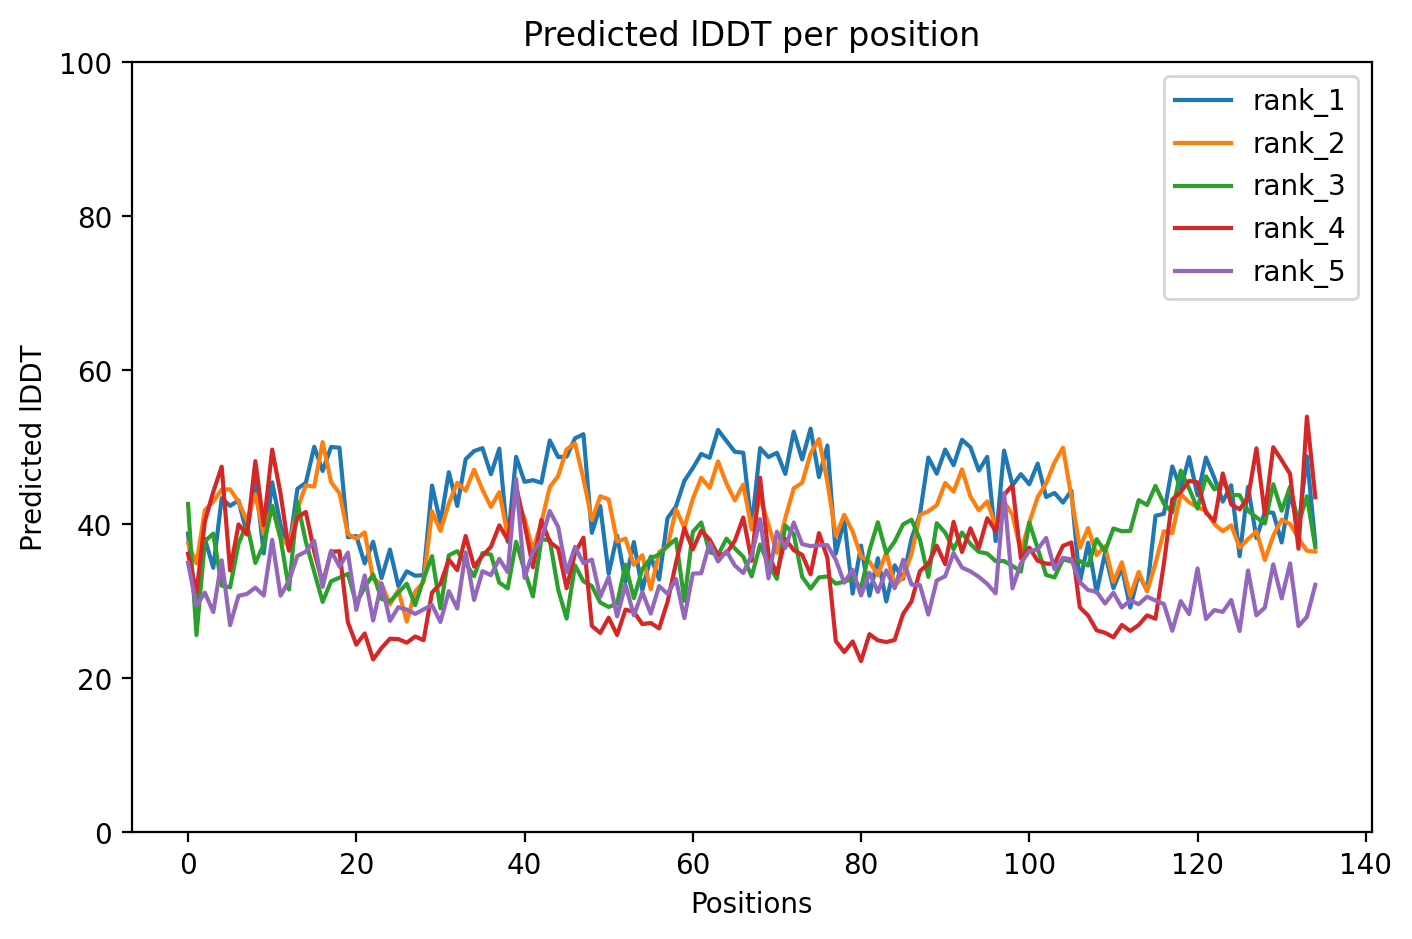 Predicted lDDT per position
100
80
60
40
20
0
Predicted lDDT
0 20 40 60 80 100 120 140
Positions
rank_1
rank_2
rank_3
rank_4
rank_5